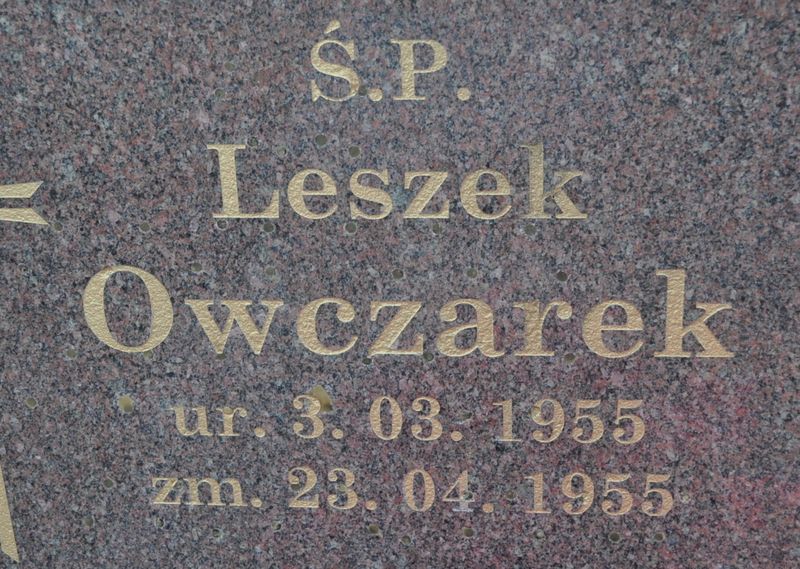 Ś.P.
Leszek
Owczarek
ur. 3. 03. 1955
zm. 23. 04. 1955